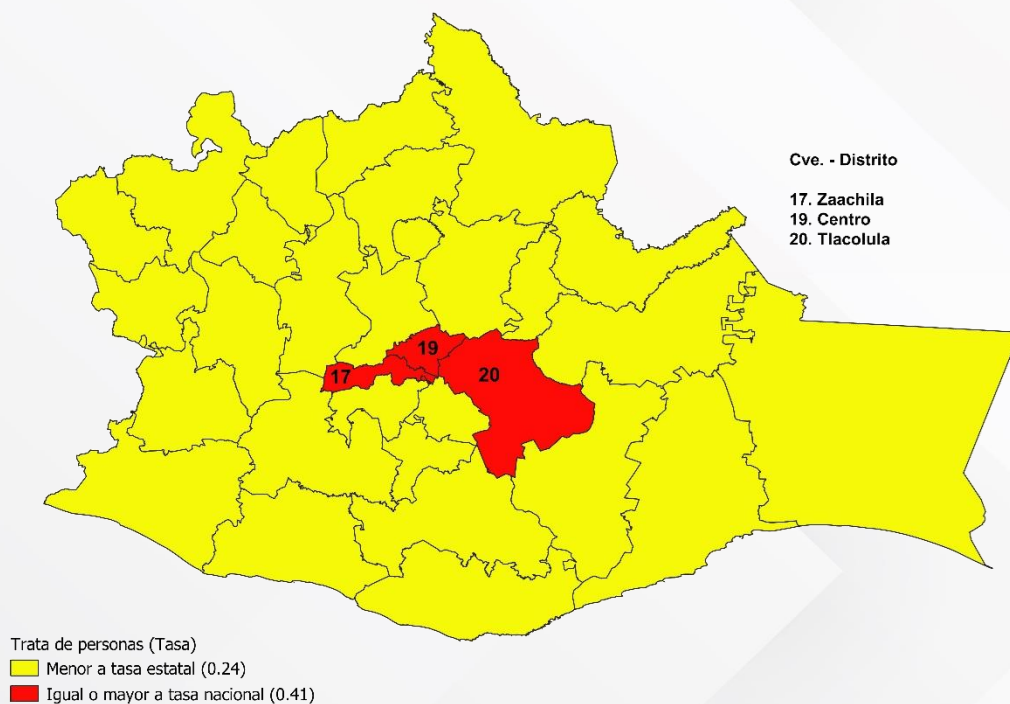 Cve. - Distrito
17. Zaachila
19. Centro
20. Tlacolula
19
17
20
Trata de personas (Tasa)
Menor a tasa estatal (0.24)
Igual o mayor a tasa nacional (0.41)